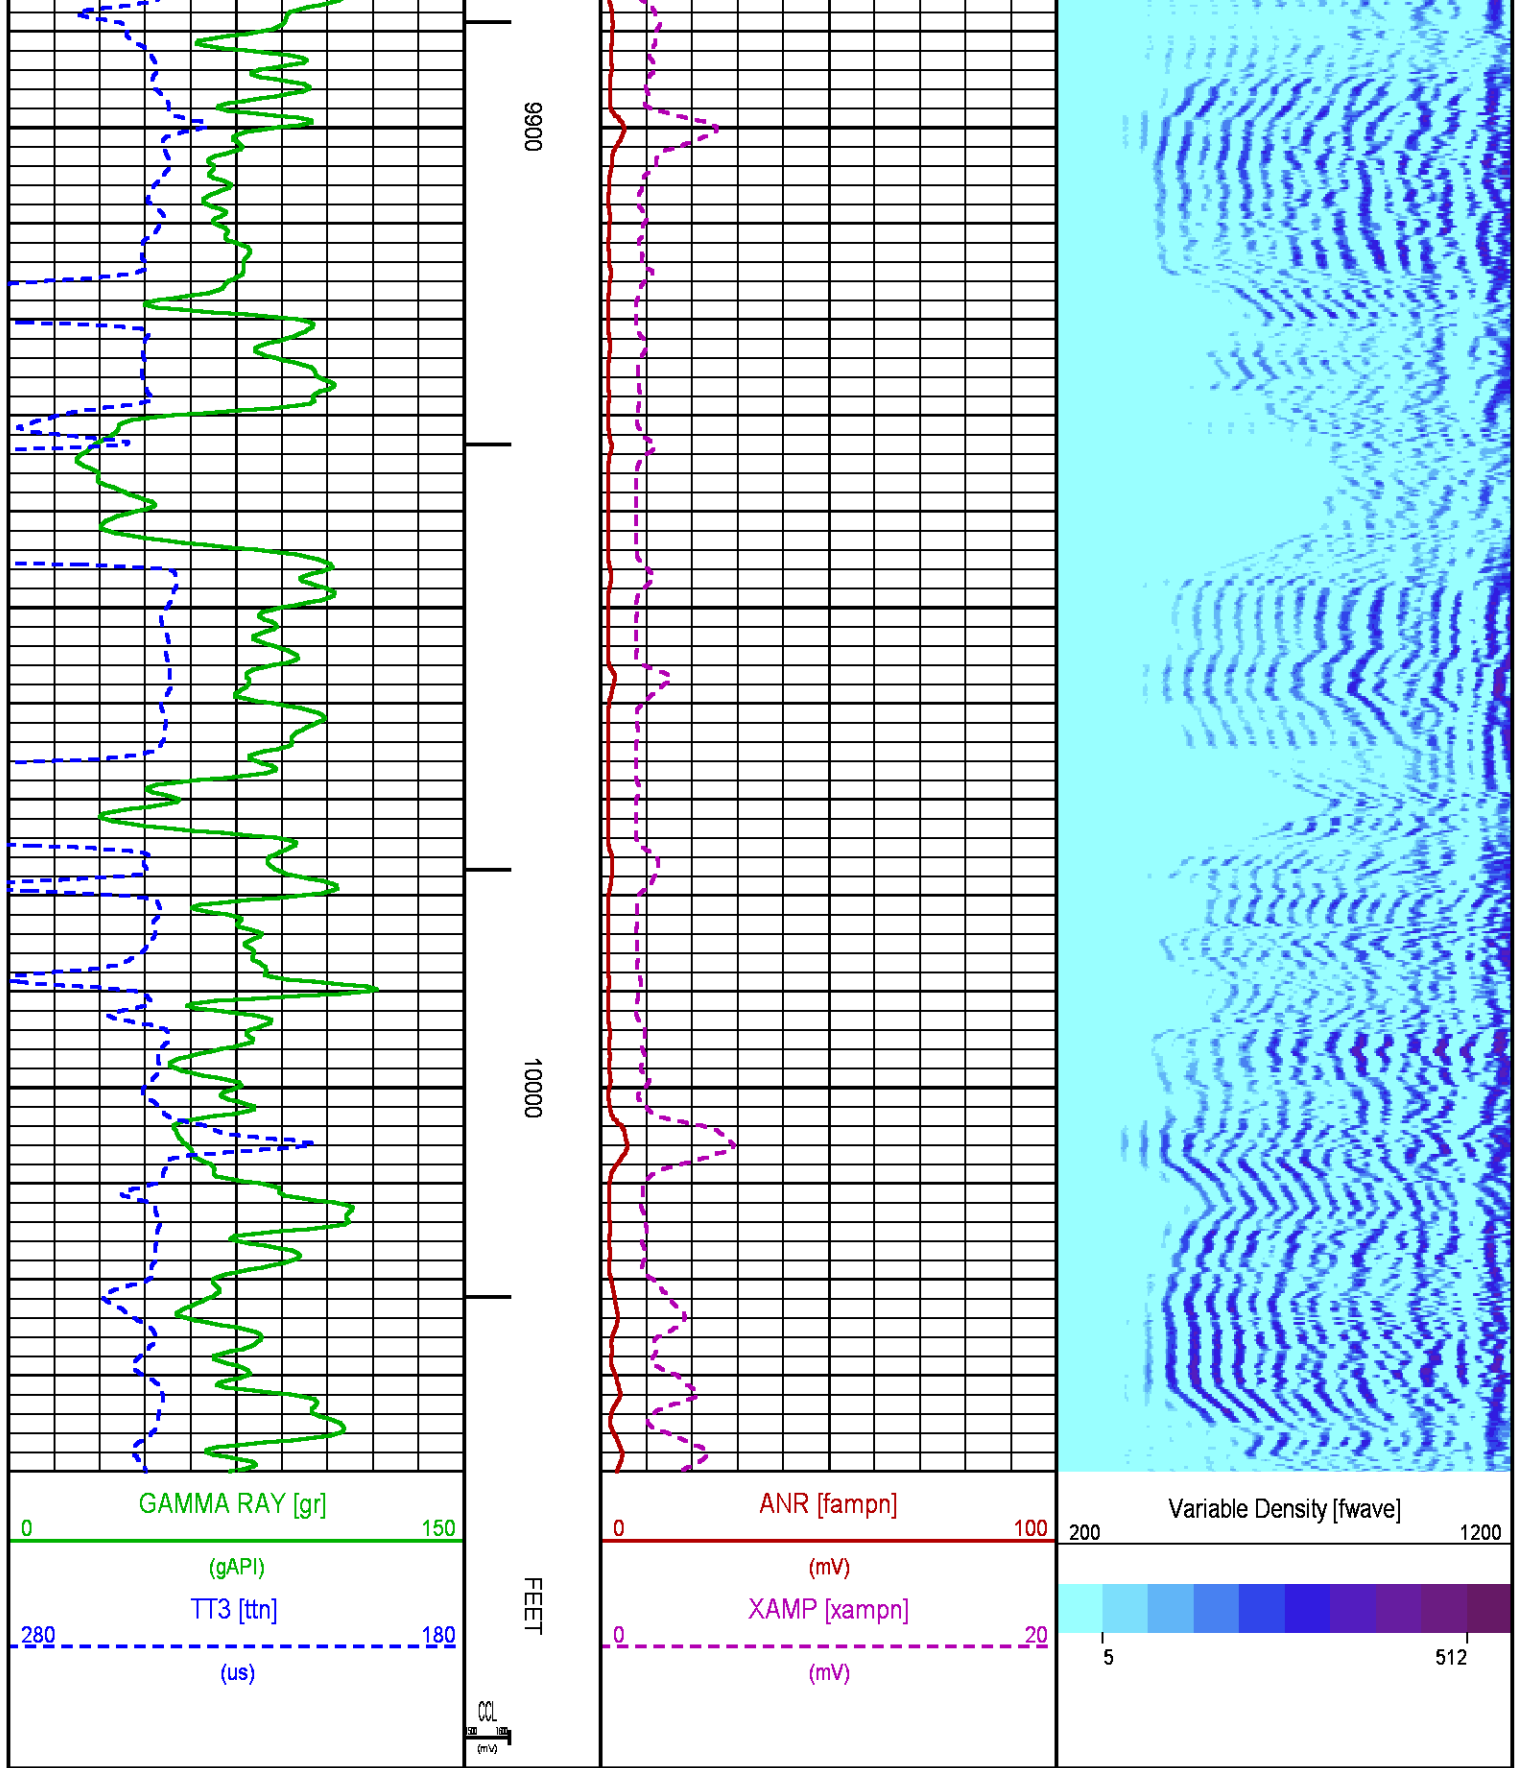 9900
10000
GAMMA RAY [gr]
0 150
(gAPI)
TT3 [ttn]
280 180
(us)
FEET
CCL
(mV)
ANR [fampn]
0 100
(mV)
XAMP [xampn]
0 20
(mV)
Variable Density [fwave]
200 1200
5 512